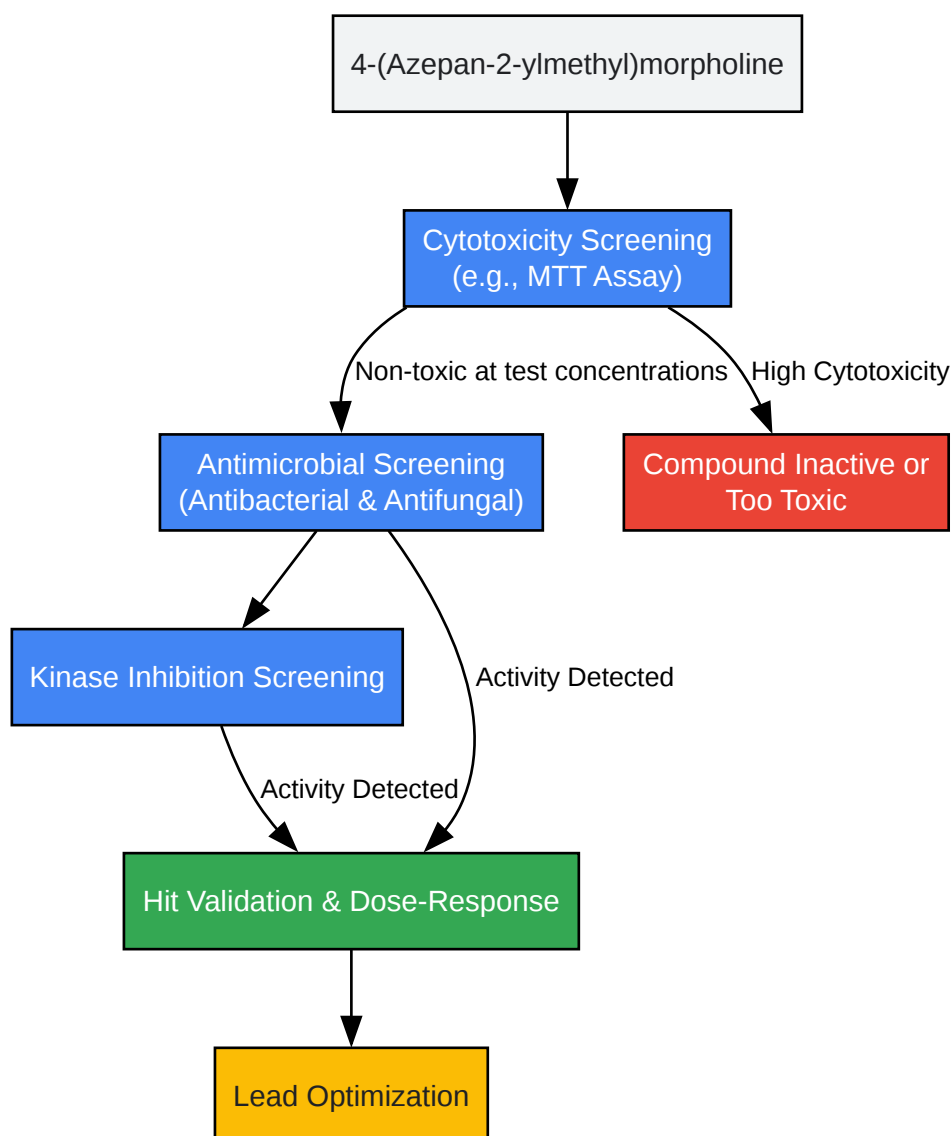 4-(Azepan-2-ylmethyl)morpholine
Cytotoxicity Screening
(e.g., MTT Assay)
Non-toxic at test concentrations
High Cytotoxicity
Antimicrobial Screening
(Antibacterial & Antifungal)
Compound Inactive or
Too Toxic
Kinase Inhibition Screening
Activity Detected
Activity Detected
Hit Validation & Dose-Response
Lead Optimization